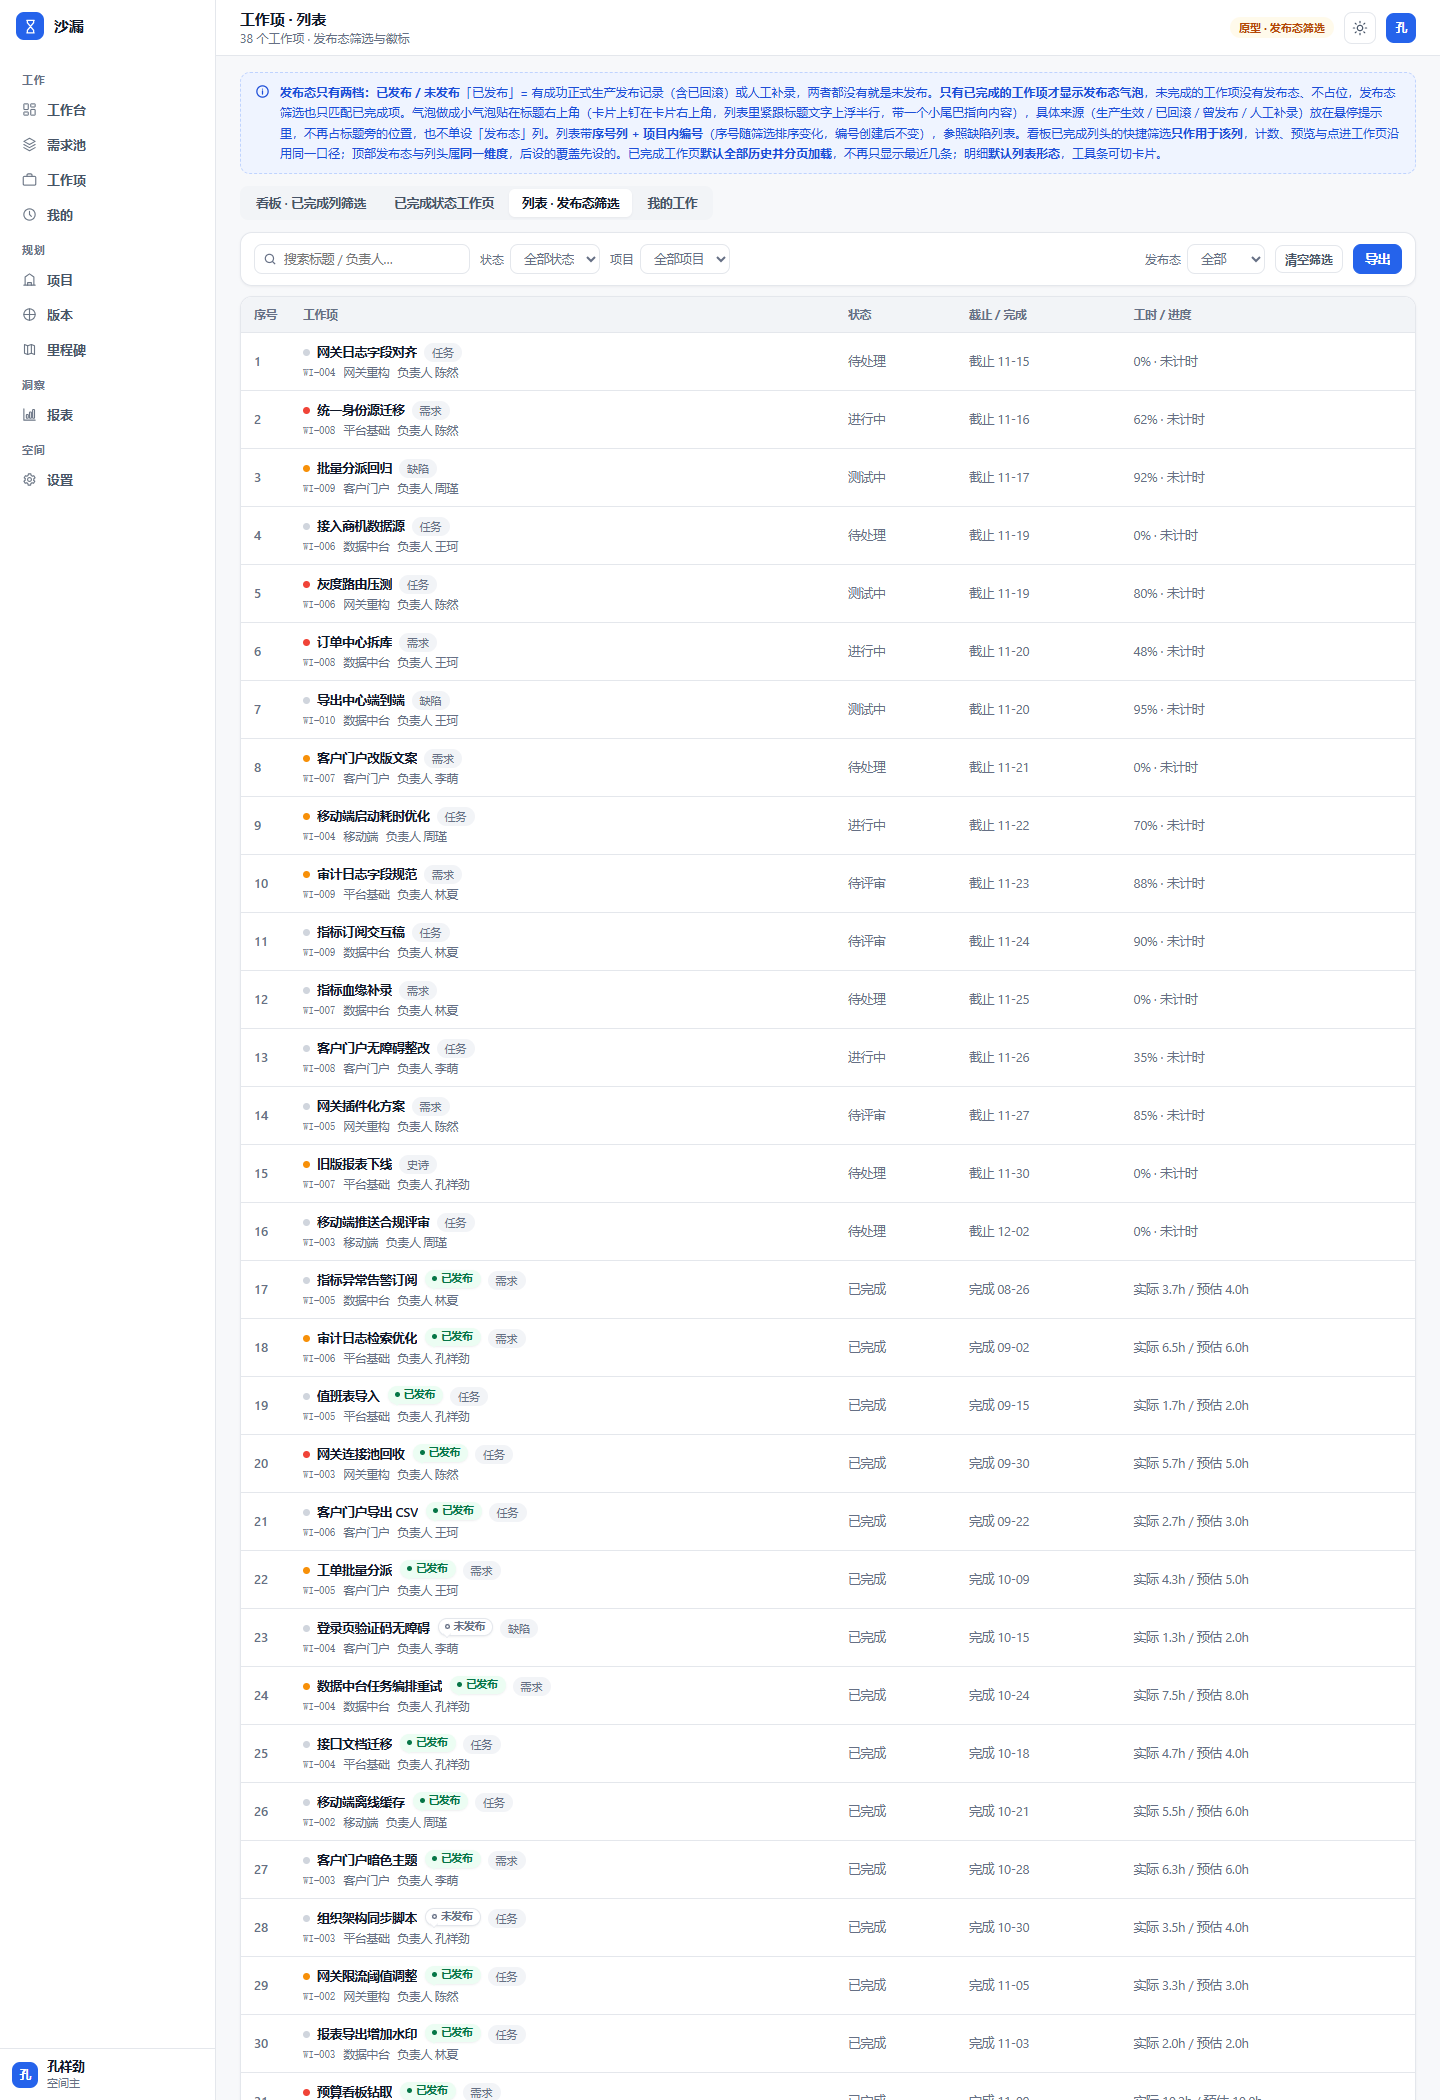 沙漏
工作
工作台
需求池
工作项
我的
规划
项目
版本
里程碑
洞察
报表
空间
设置
孔
孔祥劲
空间主
工作项 · 列表
38 个工作项 · 发布态筛选与徽标
原型 · 发布态筛选
孔
发布态只有两档：已发布 / 未发布「已发布」= 有成功正式生产发布记录（含已回滚）或人工补录，两者都没有就是未发布。只有已完成的工作项才显示发布态气泡，未完成的工作项没有发布态、不占位，发布态
筛选也只匹配已完成项。气泡做成小气泡贴在标题右上角（卡片上钉在卡片右上角，列表里紧跟标题文字上浮半行，带一个小尾巴指向内容），具体来源（生产生效 / 已回滚 / 曾发布 / 人工补录）放在悬停提示
里，不再占标题旁的位置，也不单设「发布态」列。列表带序号列 + 项目内编号（序号随筛选排序变化，编号创建后不变），参照缺陷列表。看板已完成列头的快捷筛选只作用于该列，计数、预览与点进工作页沿
用同一口径；顶部发布态与列头属同一维度，后设的覆盖先设的。已完成工作页默认全部历史并分页加载，不再只显示最近几条；明细默认列表形态，工具条可切卡片。
看板 · 已完成列筛选
已完成状态工作页
列表 · 发布态筛选
我的工作
搜索标题 / 负责人...
状态 全部状态 项目 全部项目
发布态 全部 清空筛选 导出
序号 工作项 状态 截止 / 完成 工时 / 进度
1 网关日志字段对齐 任务 待处理 截止 11-15 0% · 未计时
WI-004 网关重构 负责人 陈然
2 统一身份源迁移 需求 进行中 截止 11-16 62% · 未计时
WI-008 平台基础 负责人 陈然
3 批量分派回归 缺陷 测试中 截止 11-17 92% · 未计时
WI-009 客户门户 负责人 周瑾
4 接入商机数据源 任务 待处理 截止 11-19 0% · 未计时
WI-006 数据中台 负责人 王珂
5 灰度路由压测 任务 测试中 截止 11-19 80% · 未计时
WI-006 网关重构 负责人 陈然
6 订单中心拆库 需求 进行中 截止 11-20 48% · 未计时
WI-008 数据中台 负责人 王珂
7 导出中心端到端 缺陷 测试中 截止 11-20 95% · 未计时
WI-010 数据中台 负责人 王珂
8 客户门户改版文案 需求 待处理 截止 11-21 0% · 未计时
WI-007 客户门户 负责人 李萌
9 移动端启动耗时优化 任务 进行中 截止 11-22 70% · 未计时
WI-004 移动端 负责人 周瑾
10 审计日志字段规范 需求 待评审 截止 11-23 88% · 未计时
WI-009 平台基础 负责人 林夏
11 指标订阅交互稿 任务 待评审 截止 11-24 90% · 未计时
WI-009 数据中台 负责人 林夏
12 指标血缘补录 需求 待处理 截止 11-25 0% · 未计时
WI-007 数据中台 负责人 林夏
13 客户门户无障碍整改 任务 进行中 截止 11-26 35% · 未计时
WI-008 客户门户 负责人 李萌
14 网关插件化方案 需求 待评审 截止 11-27 85% · 未计时
WI-005 网关重构 负责人 陈然
15 旧版报表下线 史诗 待处理 截止 11-30 0% · 未计时
WI-007 平台基础 负责人 孔祥劲
16 移动端推送合规评审 任务 待处理 截止 12-02 0% · 未计时
WI-003 移动端 负责人 周瑾
17 指标异常告警订阅 已发布 需求 已完成 完成 08-26 实际 3.7h / 预估 4.0h
WI-005 数据中台 负责人 林夏
18 审计日志检索优化 已发布 需求 已完成 完成 09-02 实际 6.5h / 预估 6.0h
WI-006 平台基础 负责人 孔祥劲
19 值班表导入 已发布 任务 已完成 完成 09-15 实际 1.7h / 预估 2.0h
WI-005 平台基础 负责人 孔祥劲
20 网关连接池回收 已发布 任务 已完成 完成 09-30 实际 5.7h / 预估 5.0h
WI-003 网关重构 负责人 陈然
21 客户门户导出 CSV 已发布 任务 已完成 完成 09-22 实际 2.7h / 预估 3.0h
WI-006 客户门户 负责人 王珂
22 工单批量分派 已发布 需求 已完成 完成 10-09 实际 4.3h / 预估 5.0h
WI-005 客户门户 负责人 王珂
23 登录页验证码无障碍 未发布 缺陷 已完成 完成 10-15 实际 1.3h / 预估 2.0h
WI-004 客户门户 负责人 李萌
24 数据中台任务编排重试 已发布 需求 已完成 完成 10-24 实际 7.5h / 预估 8.0h
WI-004 数据中台 负责人 孔祥劲
25 接口文档迁移 已发布 任务 已完成 完成 10-18 实际 4.7h / 预估 4.0h
WI-004 平台基础 负责人 孔祥劲
26 移动端离线缓存 已发布 任务 已完成 完成 10-21 实际 5.5h / 预估 6.0h
WI-002 移动端 负责人 周瑾
27 客户门户暗色主题 已发布 需求 已完成 完成 10-28 实际 6.3h / 预估 6.0h
WI-003 客户门户 负责人 李萌
28 组织架构同步脚本 未发布 任务 已完成 完成 10-30 实际 3.5h / 预估 4.0h
WI-003 平台基础 负责人 孔祥劲
29 网关限流阈值调整 已发布 任务 已完成 完成 11-05 实际 3.3h / 预估 3.0h
WI-002 网关重构 负责人 陈然
30 报表导出增加水印 已发布 任务 已完成 完成 11-03 实际 2.0h / 预估 2.0h
WI-003 数据中台 负责人 林夏
预算看板钻取 已发布 需求